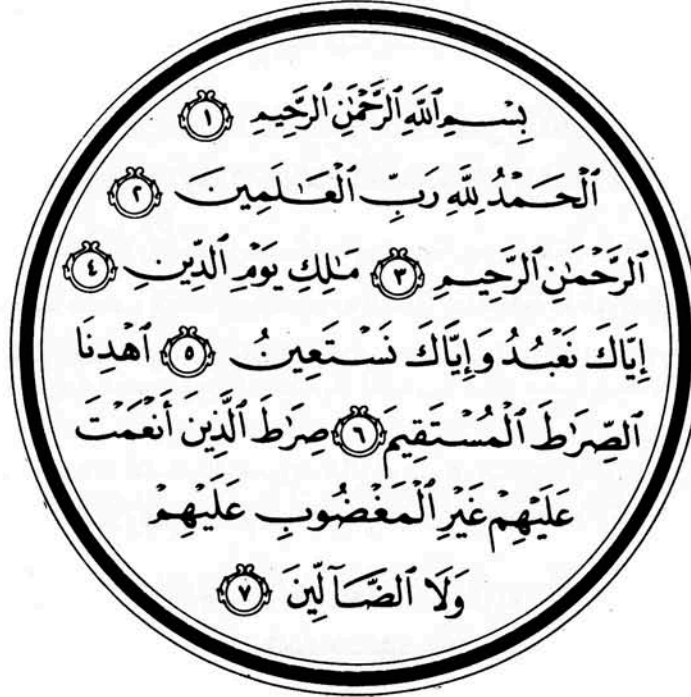 بِسْمِ ٱللَّهِ ٱلرَّحْمَٰنِ ٱلرَّحِيمِ ١
ٱلْحَمْدُ لِلَّهِ رَبِّ ٱلْعَٰلَمِينَ ٢
ٱلرَّحْمَٰنِ ٱلرَّحِيمِ ٣ مَٰلِكِ يَوْمِ ٱلدِّينِ ٤
إِيَّاكَ نَعْبُدُ وَإِيَّاكَ نَسْتَعِينُ ٥ ٱهْدِنَا
ٱلصِّرَٰطَ ٱلْمُسْتَقِيمَ ٦ صِرَٰطَ ٱلَّذِينَ أَنْعَمْتَ
عَلَيْهِمْ غَيْرِ ٱلْمَغْضُوبِ عَلَيْهِمْ
وَلَا ٱلضَّآلِّينَ ٧